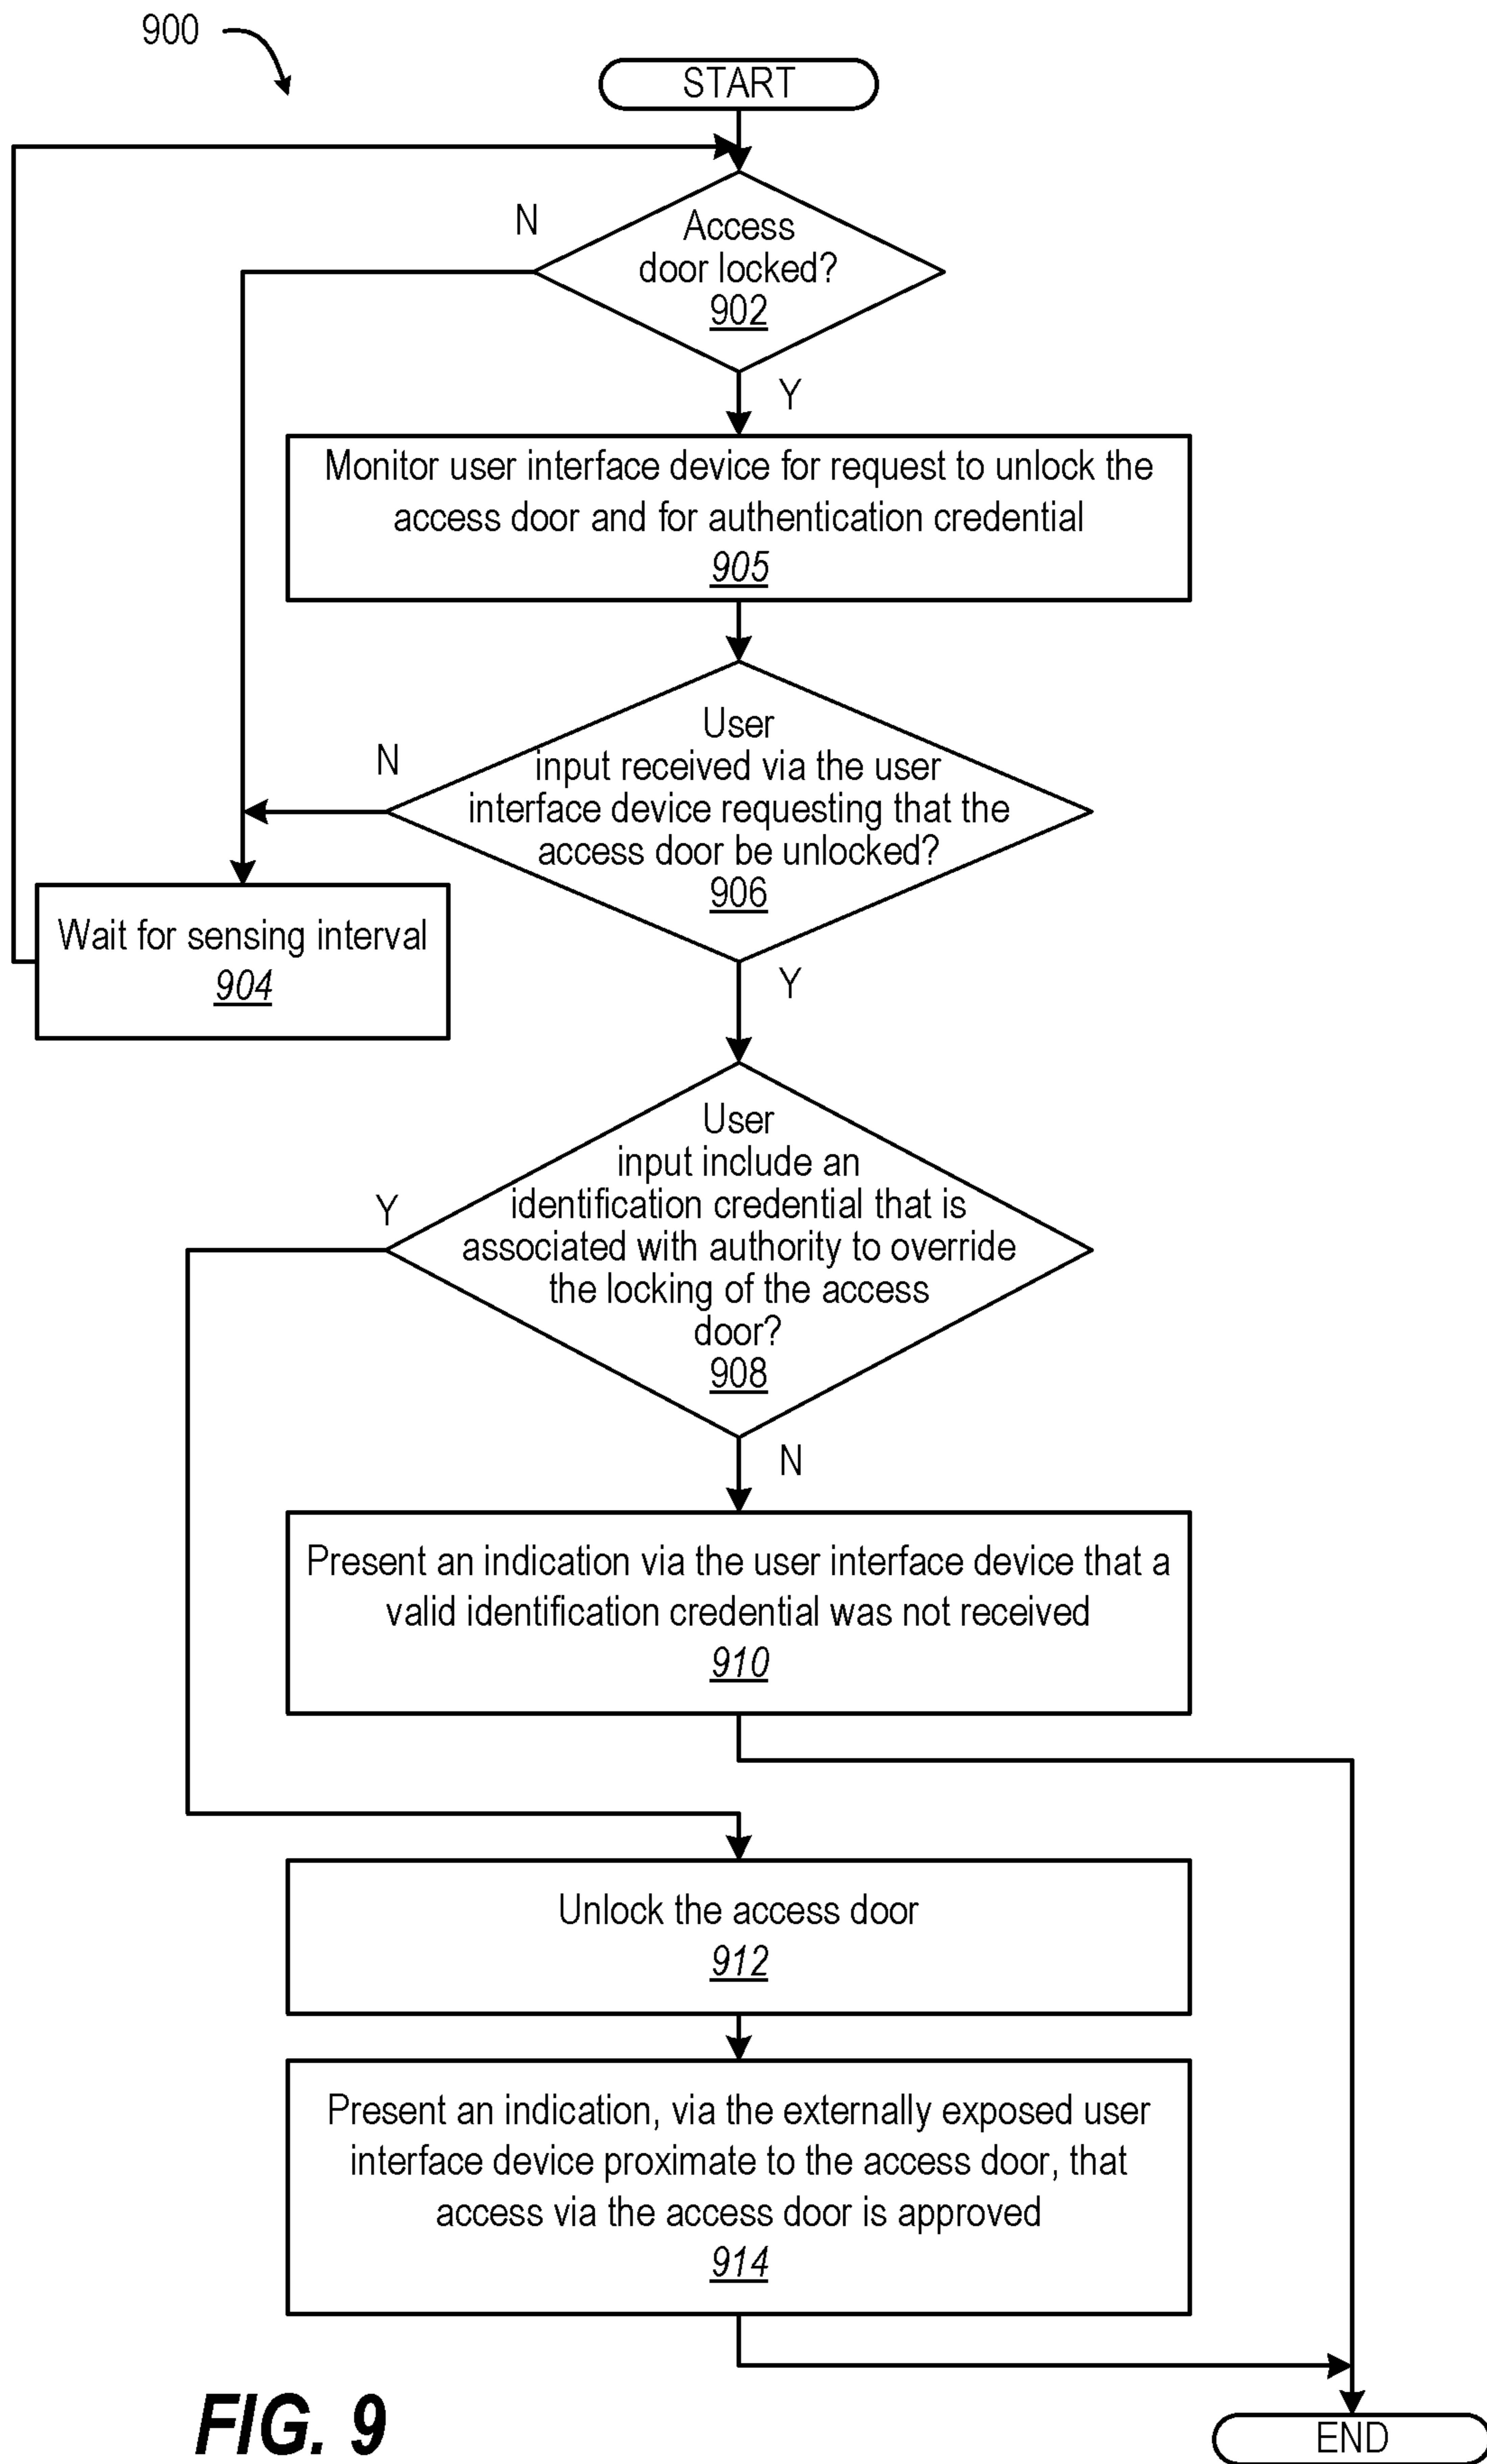 900
START
N
Access
door locked?
902
Y
Monitor user interface device for request to unlock the
access door and for authentication credential
905
User
N
input received via the user
interface device requesting that the
access door be unlocked?
906
Wait for sensing interval
904
Y
User
input include an
Y
identification credential that is
associated with authority to override
the locking of the access
door?
908
N
Present an indication via the user interface device that a
valid identification credential was not received
910
Unlock the access door
912
Present an indication, via the externally exposed user
interface device proximate to the access door, that
access via the access door is approved
914
FIG. 9
END